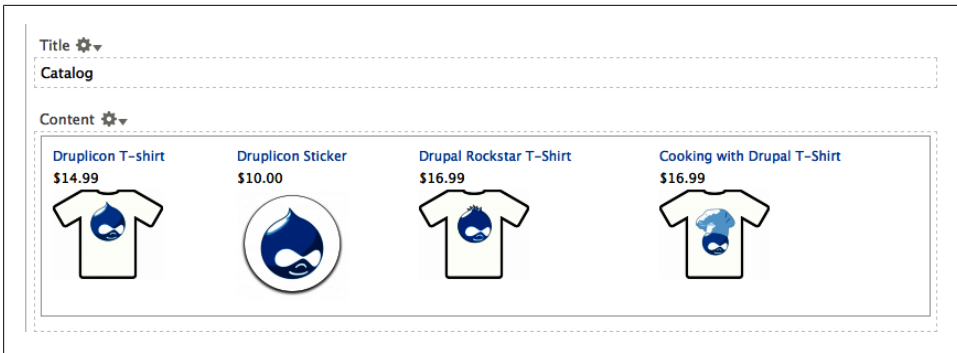 Title
Catalog
Content
Druplicon T-shirt
$14.99
Druplicon Sticker
$10.00
Drupal Rockstar T-Shirt
$16.99
Cooking with Drupal T-Shirt
$16.99